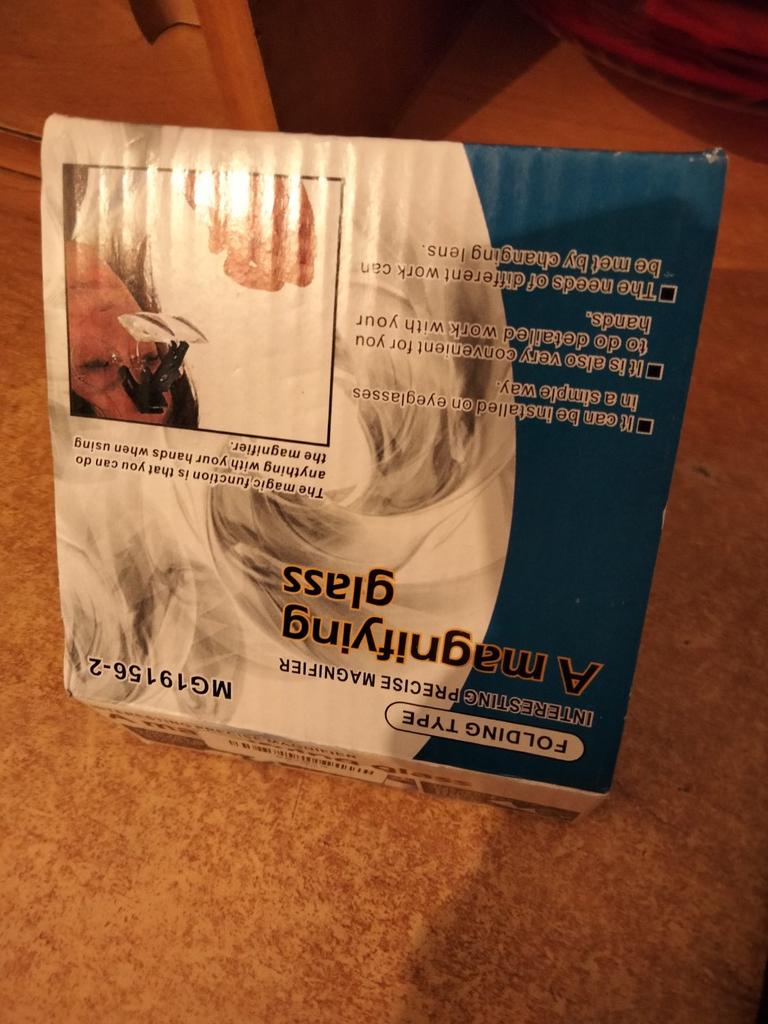 FOLDING TYPE
INTERESTING PRECISE MAGNIFIER
A magnifying
glass
MG19156-2
The magic function is that you can do
anything with your hands when using
the magnifier.
■ It can be installed on eyeglasses
in a simple way.
■ It is also very convenient for you
to do detailed work with your
hands.
■ The needs of different work can
be met by changing lens.